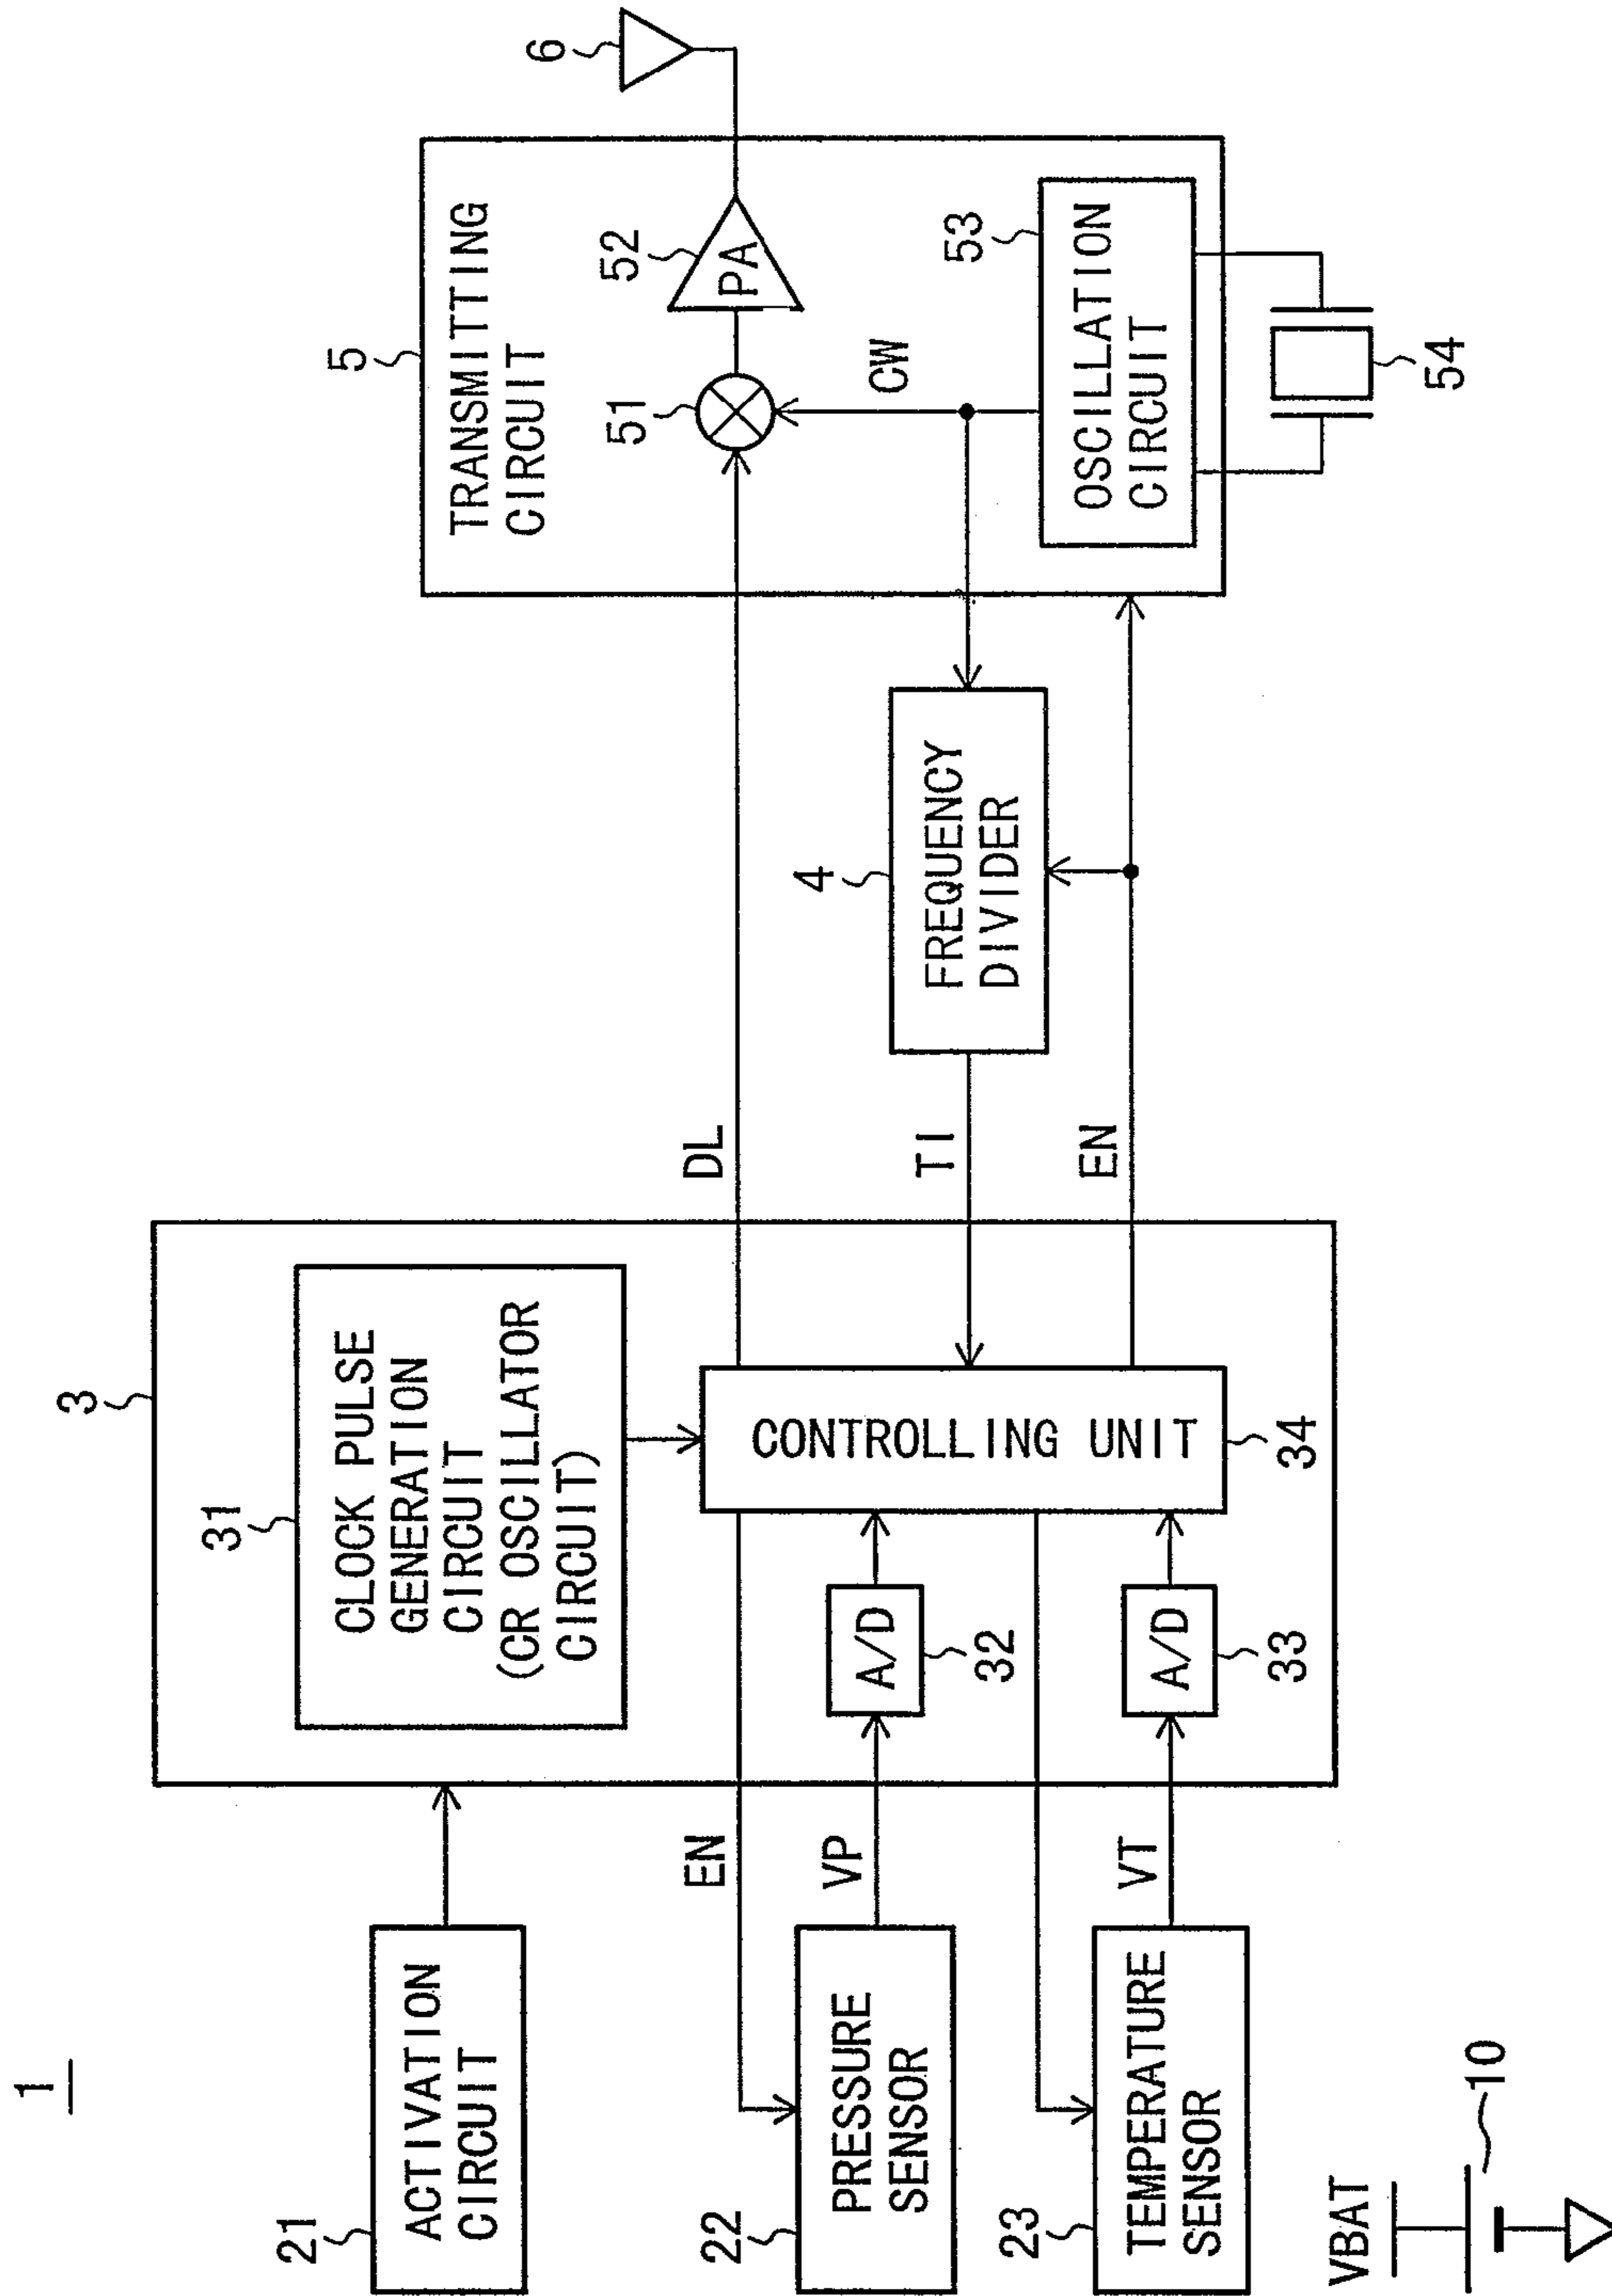 1
21
ACTIVATION
CIRCUIT
22
PRESSURE
SENSOR
23
TEMPERATURE
SENSOR
VBAT
10
EN
VP
VT
3
31
CLOCK PULSE
GENERATION
CIRCUIT
(CR OSCILLATOR
CIRCUIT)
A/D
32
A/D
33
CONTROLLING UNIT
34
DL
TI
EN
4
FREQUENCY
DIVIDER
5
TRANSMITTING
CIRCUIT
51
52
PA
CW
53
OSCILLATION
CIRCUIT
54
6